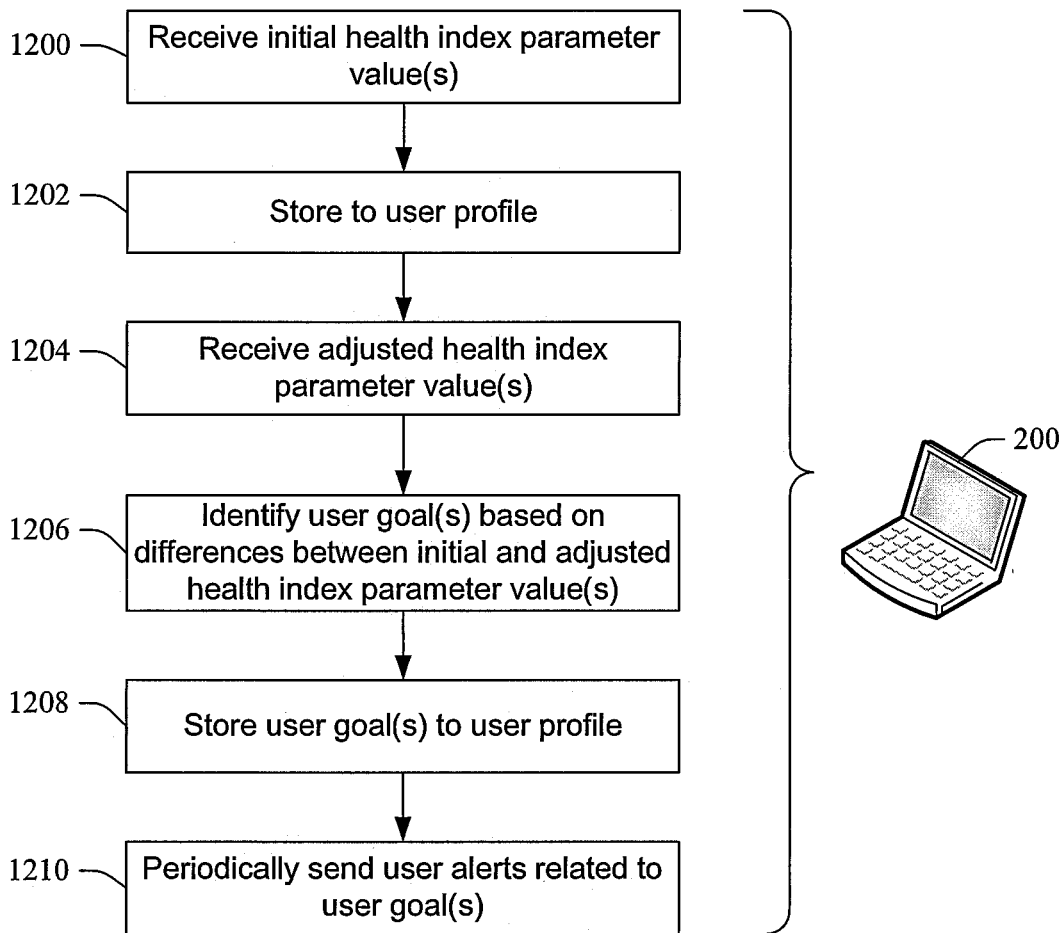 1200
Receive initial health index parameter
value(s)
1202
Store to user profile
1204
Receive adjusted health index
parameter value(s)
200
1206
Identify user goal(s) based on
differences between initial and adjusted
health index parameter value(s)
1208
Store user goal(s) to user profile
1210
Periodically send user alerts related to
user goal(s)